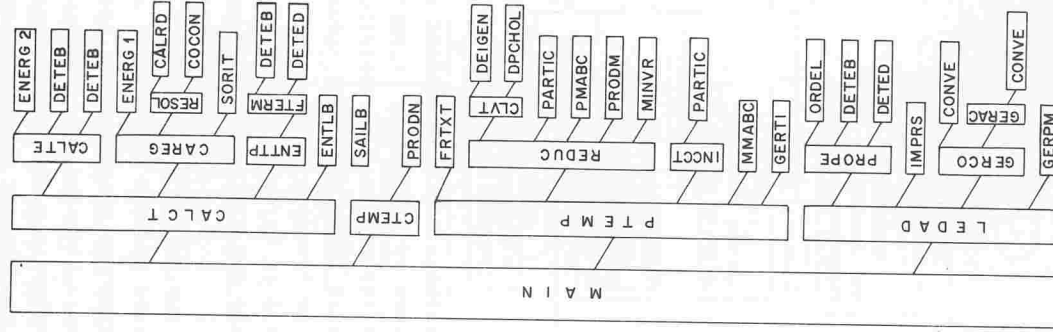 MAIN
CALCT
CTEMP
PTEMP
LEDAD
CALTE
CAREG
ENTTP
ENTLB
SAILB
PRODN
FRTXT
REDUC
INCCT
MMABC
GERTI
PROPE
IMPRS
GERCO
GERPM
ENERG 2
DETEB
DETEB
ENERG 1
RESOL
CALRD
COCON
SORIT
FTERM
DETEB
DETED
CLVT
DEIGEN
DPCHOL
PARTIC
PMABC
PRODM
MINVR
PARTIC
ORDEL
DETEB
DETED
CONVE
GERAC
CONVE